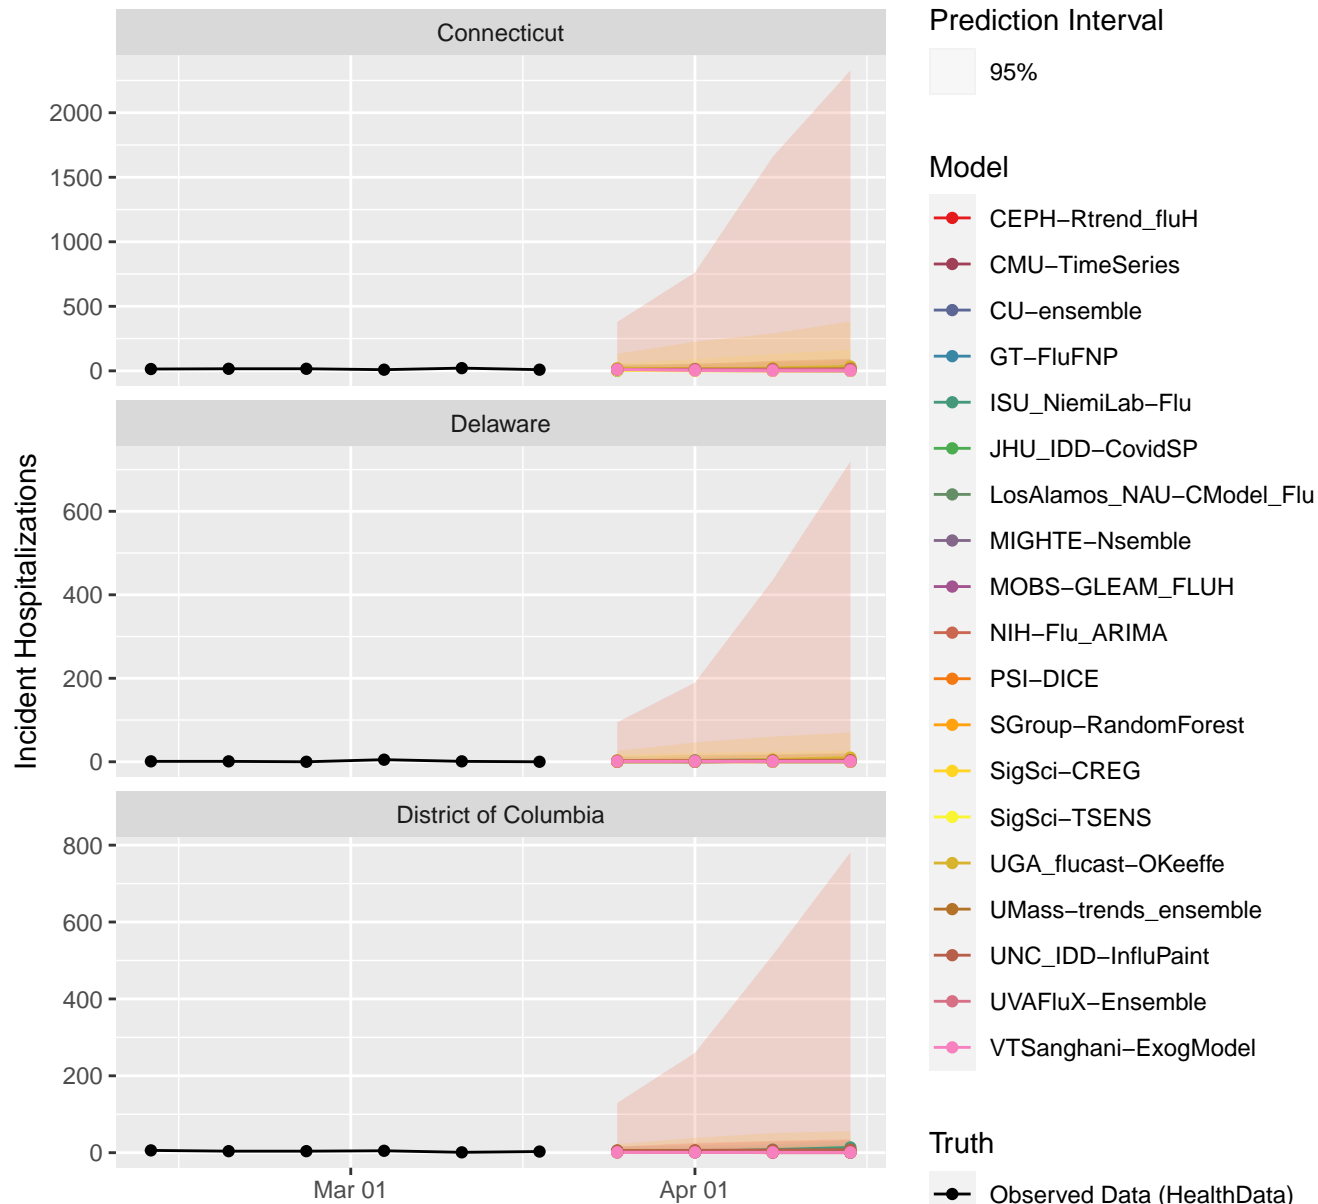 Connecticut
2000
1500
1000
500
0
Delaware
600
400
200
0
District of Columbia
800
600
400
200
0
Mar 01
Apr 01
Incident Hospitalizations
Prediction Interval
95%
Model
CEPH−Rtrend_fluH
CMU−TimeSeries
CU−ensemble
GT−FluFNP
ISU_NiemiLab−Flu
JHU_IDD−CovidSP
LosAlamos_NAU−CModel_Flu
MIGHTE−Nsemble
MOBS−GLEAM_FLUH
NIH−Flu_ARIMA
PSI−DICE
SGroup−RandomForest
SigSci−CREG
SigSci−TSENS
UGA_flucast−OKeeffe
UMass−trends_ensemble
UNC_IDD−InfluPaint
UVAFluX−Ensemble
VTSanghani−ExogModel
Truth
Observed Data (HealthData)